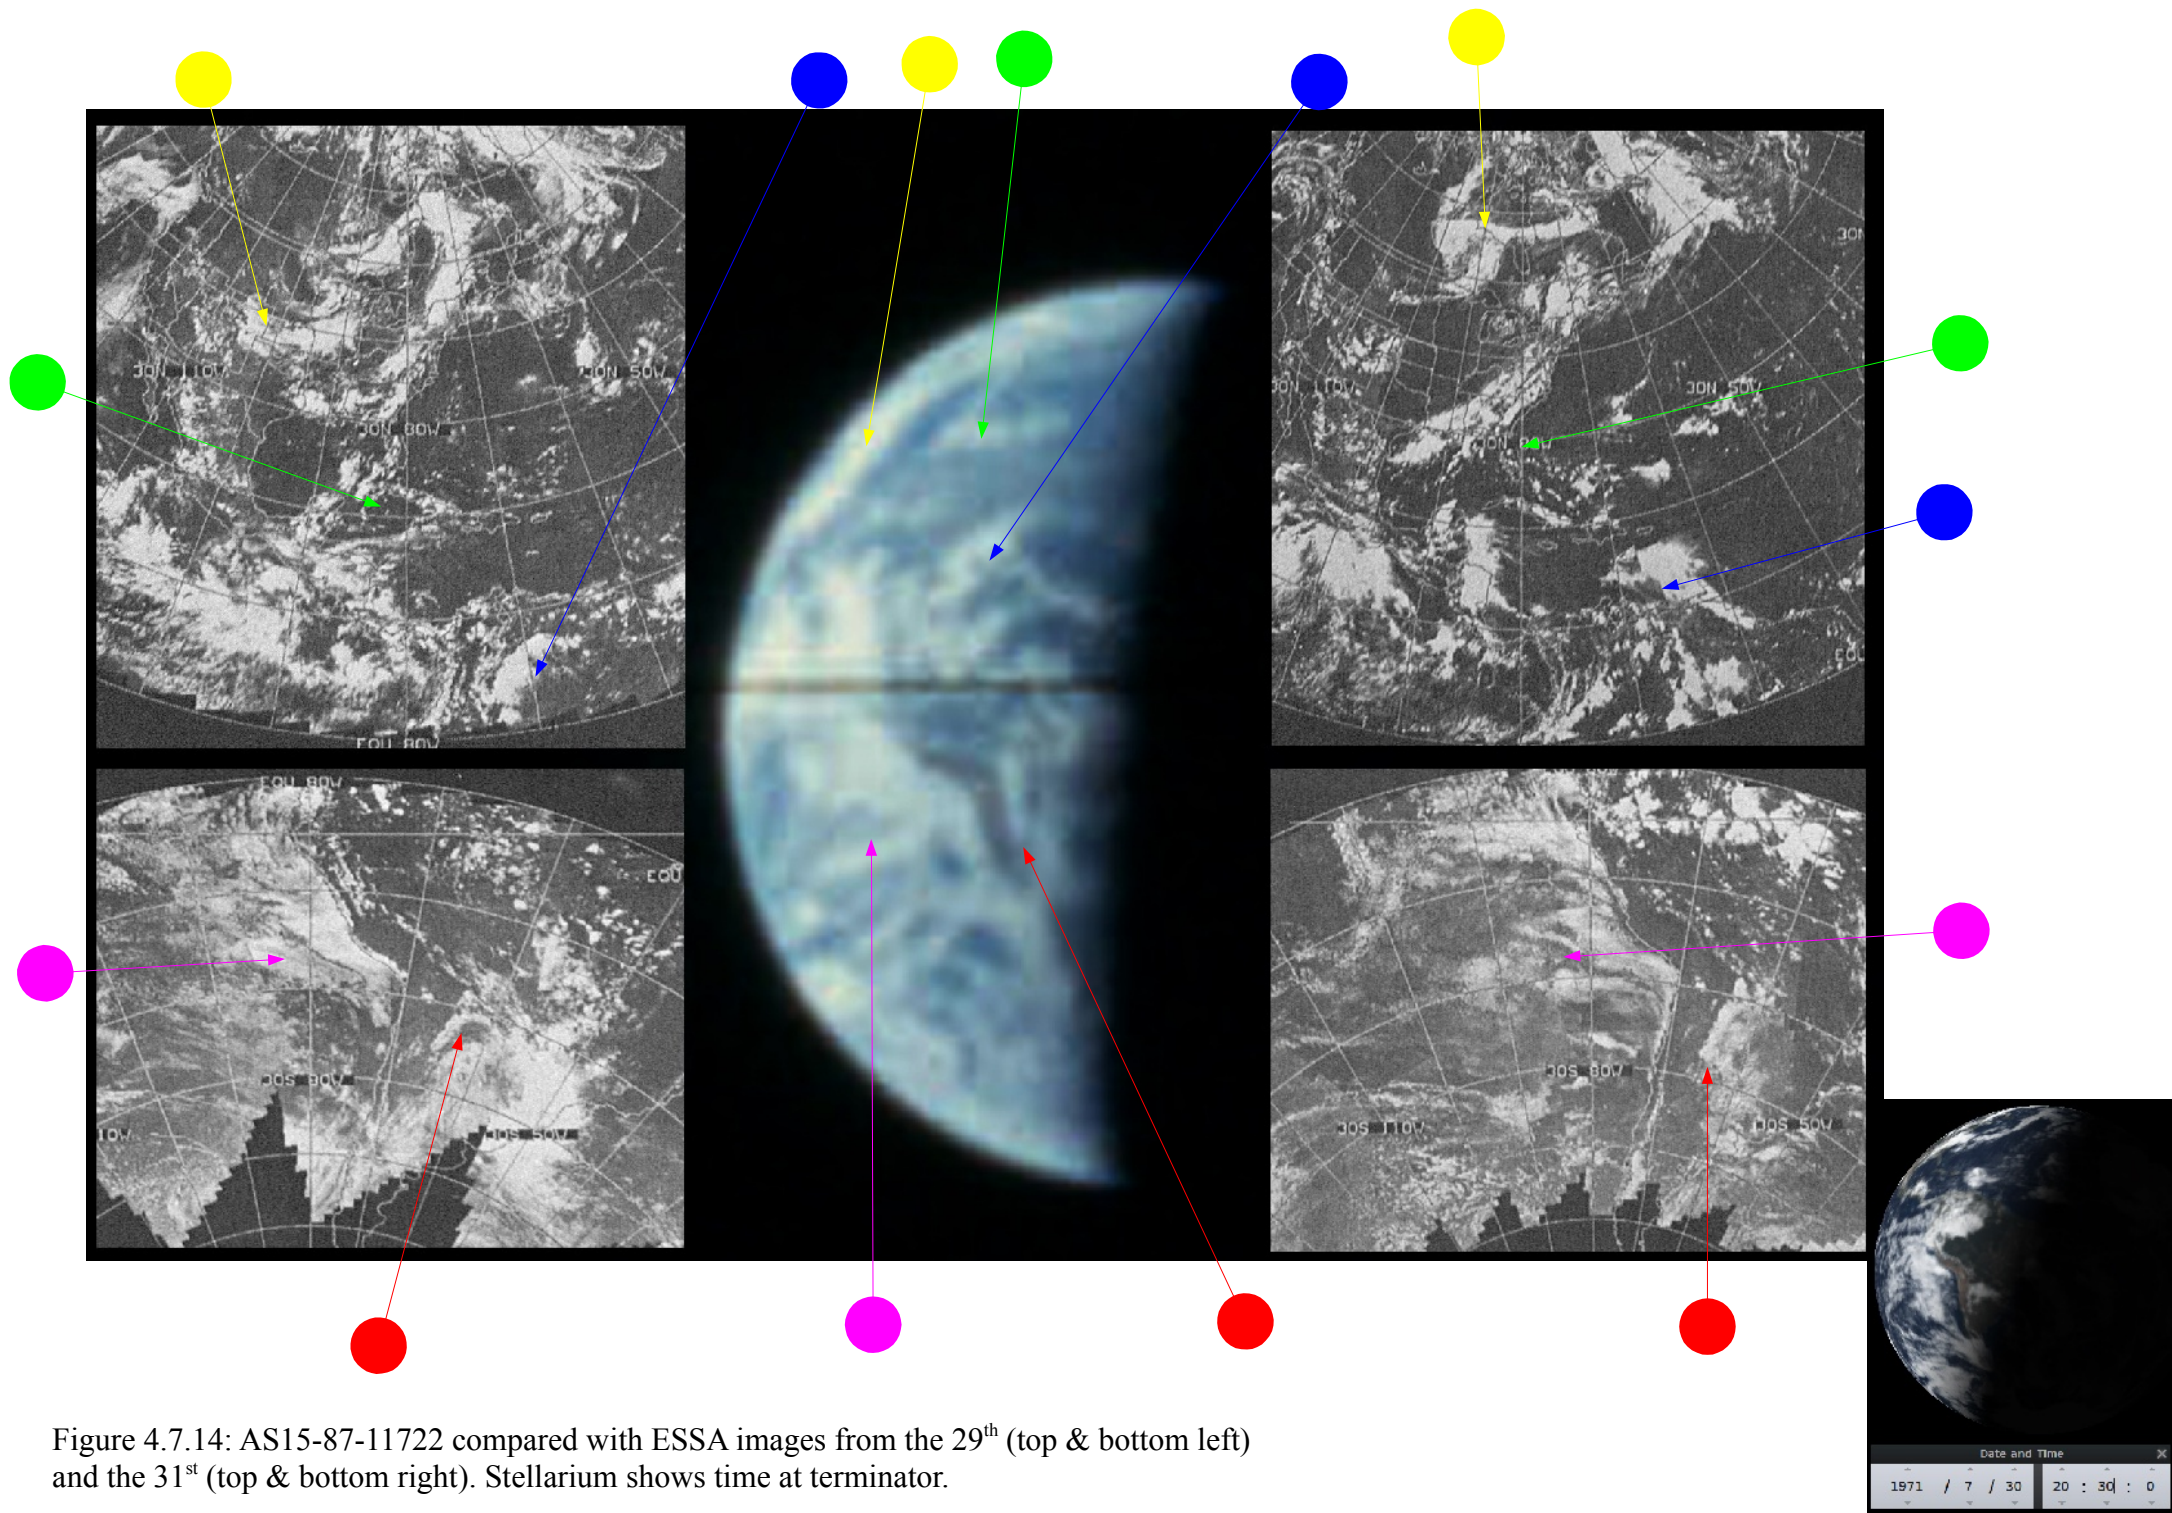 30N 110W
30N 50W
30N 80W
EQU 80W
30N
30N 110W
30N 50W
30N 80W
EQU
EQU 80W
EQU
30S 80W
10W
30S 50W
30S 80W
30S 110W
30S 50W
Figure 4.7.14: AS15-87-11722 compared with ESSA images from the 29th (top & bottom left)
and the 31st (top & bottom right). Stellarium shows time at terminator.
Date and Time
1971 / 7 / 30 20 : 30 : 0